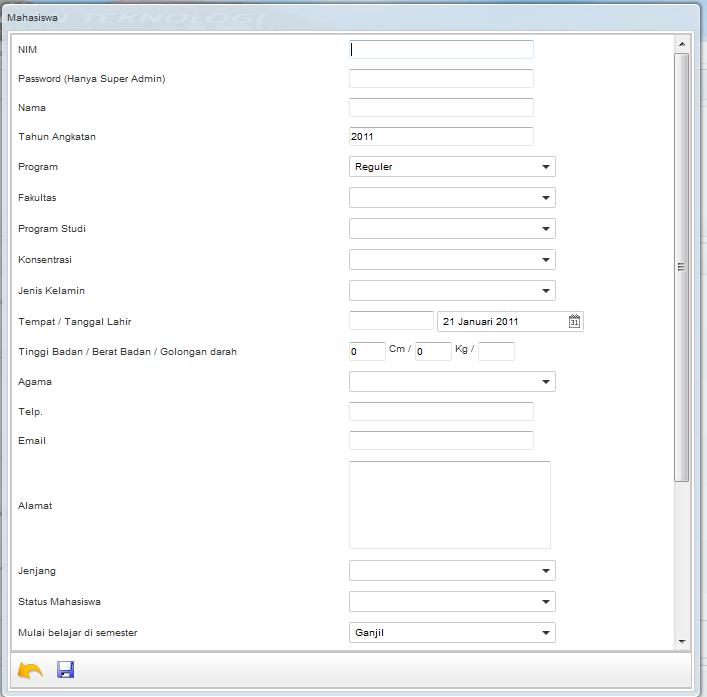 TEKNOLOGI
Mahasiswa
NIM
Password (Hanya Super Admin)
Nama
Tahun Angkatan 2011
Program Reguler
Fakultas
Program Studi
Konsentrasi
Jenis Kelamin
Tempat / Tanggal Lahir 21 Januari 2011 31
Tinggi Badan / Berat Badan / Golongan darah 0 Cm / 0 Kg /
Agama
Telp.
Email
Alamat
Jenjang
Status Mahasiswa
Mulai belajar di semester Ganjil